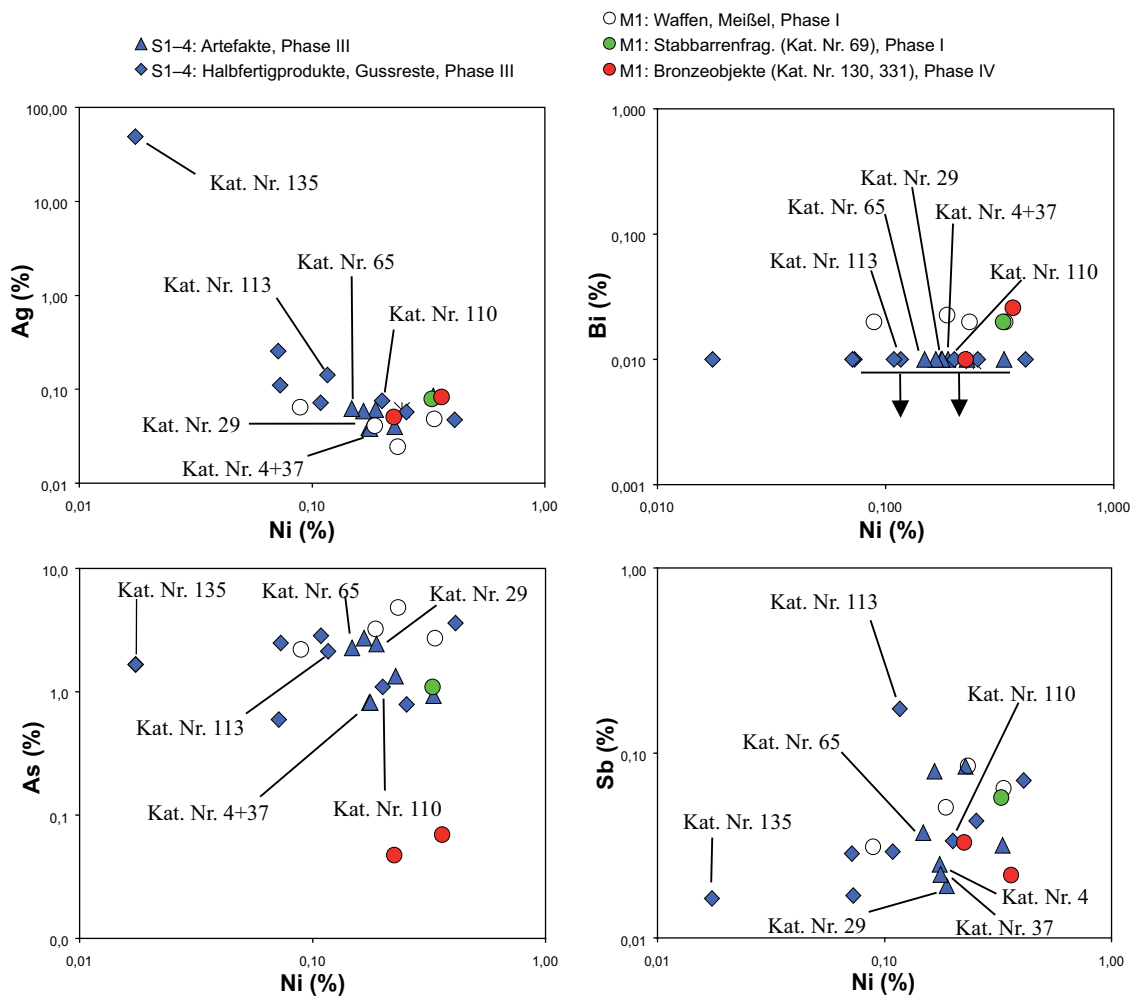 S1–4: Artefakte, Phase III
S1–4: Halbfertigprodukte, Gussreste, Phase III
M1: Waffen, Meißel, Phase I
M1: Stabbarrenfrag. (Kat. Nr. 69), Phase I
M1: Bronzeobjekte (Kat. Nr. 130, 331), Phase IV
100,00
10,00
1,00
0,10
0,01
Ag (%)
Kat. Nr. 135
Kat. Nr. 65
Kat. Nr. 113
Kat. Nr. 110
Kat. Nr. 29
Kat. Nr. 4+37
0,01
0,10
1,00
Ni (%)
1,000
0,100
0,010
0,001
Bi (%)
Kat. Nr. 29
Kat. Nr. 65
Kat. Nr. 4+37
Kat. Nr. 113
Kat. Nr. 110
0,010
0,100
1,000
Ni (%)
10,0
1,0
0,1
0,0
As (%)
Kat. Nr. 135
Kat. Nr. 65
Kat. Nr. 29
Kat. Nr. 113
Kat. Nr. 4+37
Kat. Nr. 110
0,01
0,10
1,00
Ni (%)
1,00
0,10
0,01
Sb (%)
Kat. Nr. 113
Kat. Nr. 110
Kat. Nr. 65
Kat. Nr. 135
Kat. Nr. 4
Kat. Nr. 29
Kat. Nr. 37
0,01
0,10
1,00
Ni (%)